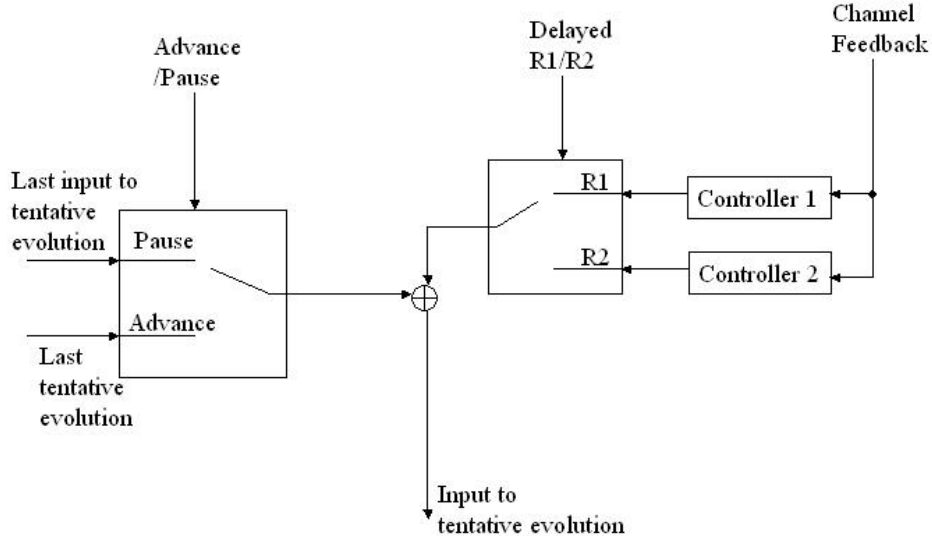 Channel
Feedback
Delayed
R1/R2
Advance
/Pause
Last input to
tentative
evolution
Pause
Advance
Last
tentative
evolution
R1
R2
Controller 1
Controller 2
Input to
tentative evolution